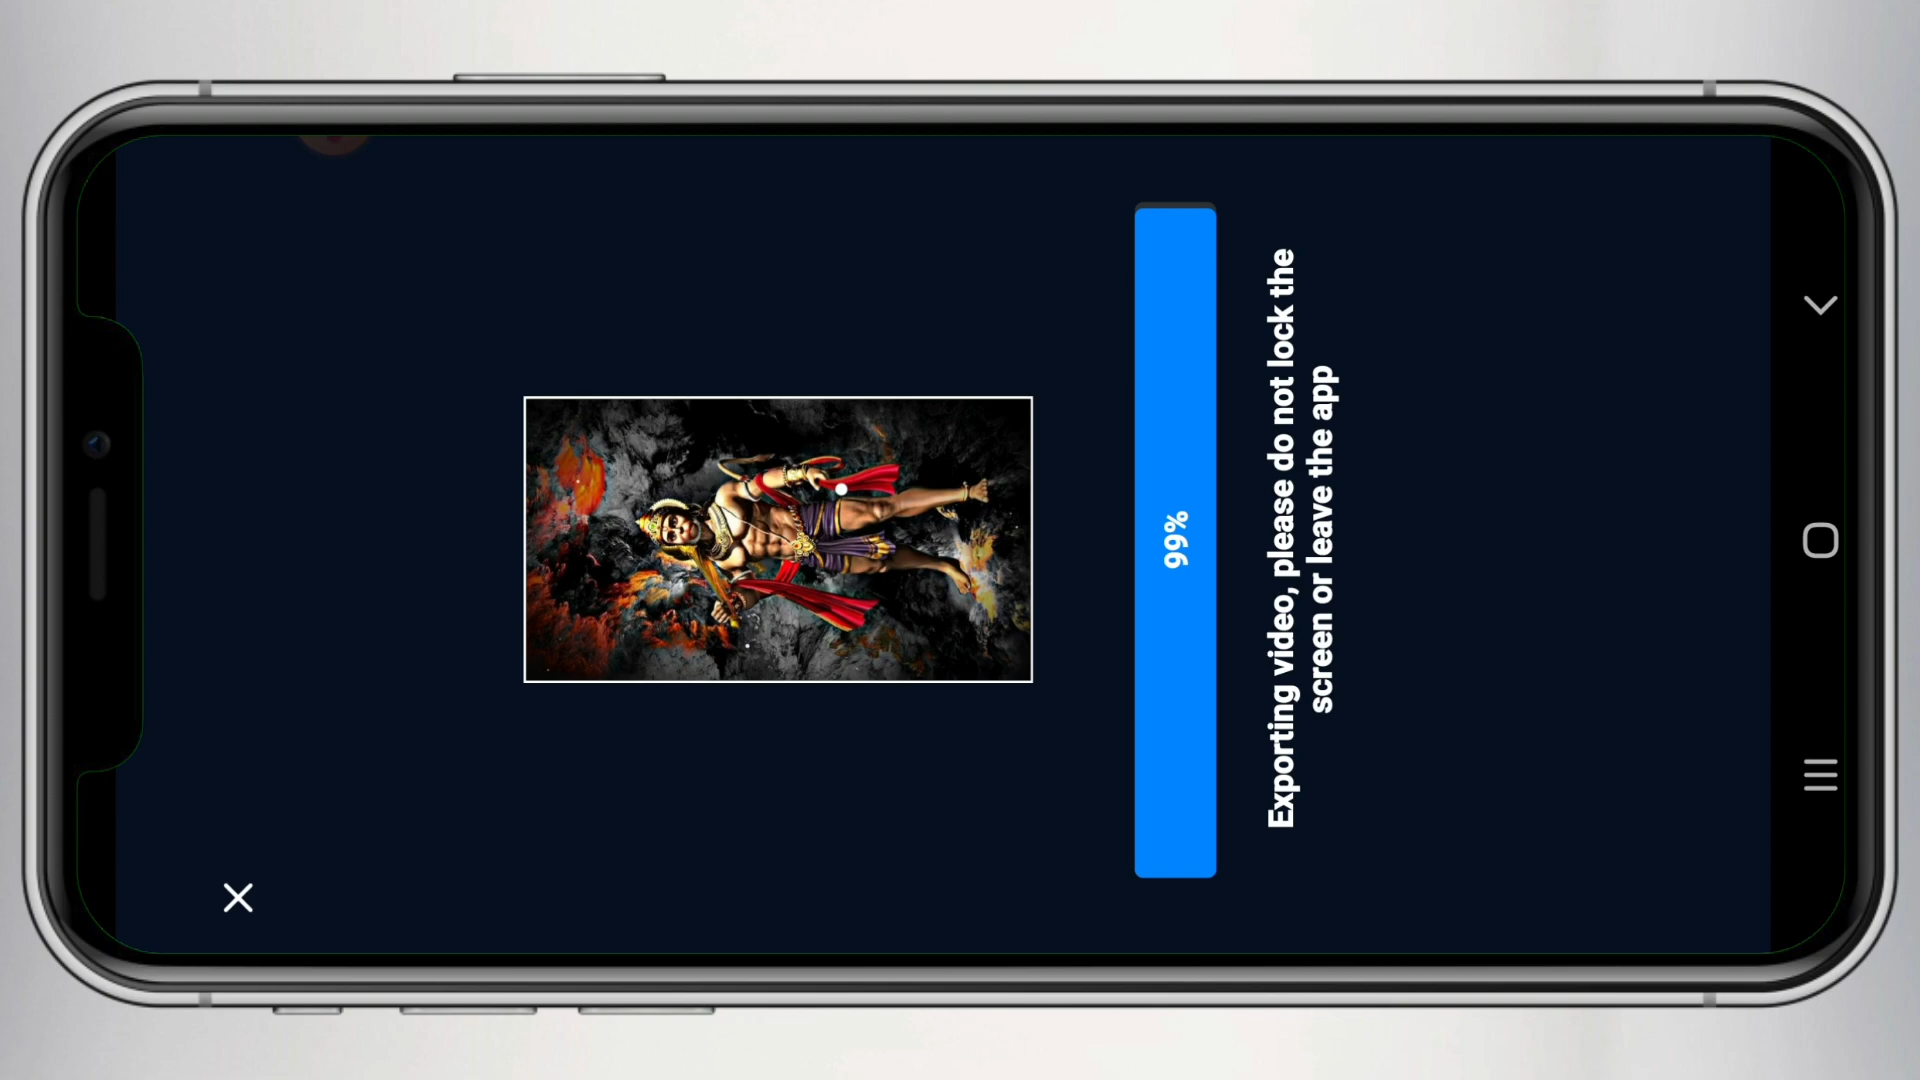 99%
Exporting video, please do not lock the
screen or leave the app